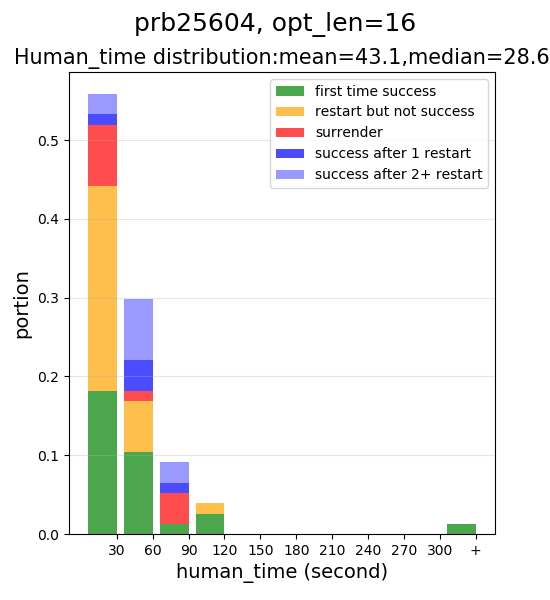 prb25604, opt_len=16
Human_time distribution:mean=43.1,median=28.6
first time success
restart but not success
surrender
success after 1 restart
success after 2+ restart
0.5
0.4
0.3
0.2
0.1
0.0
portion
30 60 90 120 150 180 210 240 270 300 +
human_time (second)